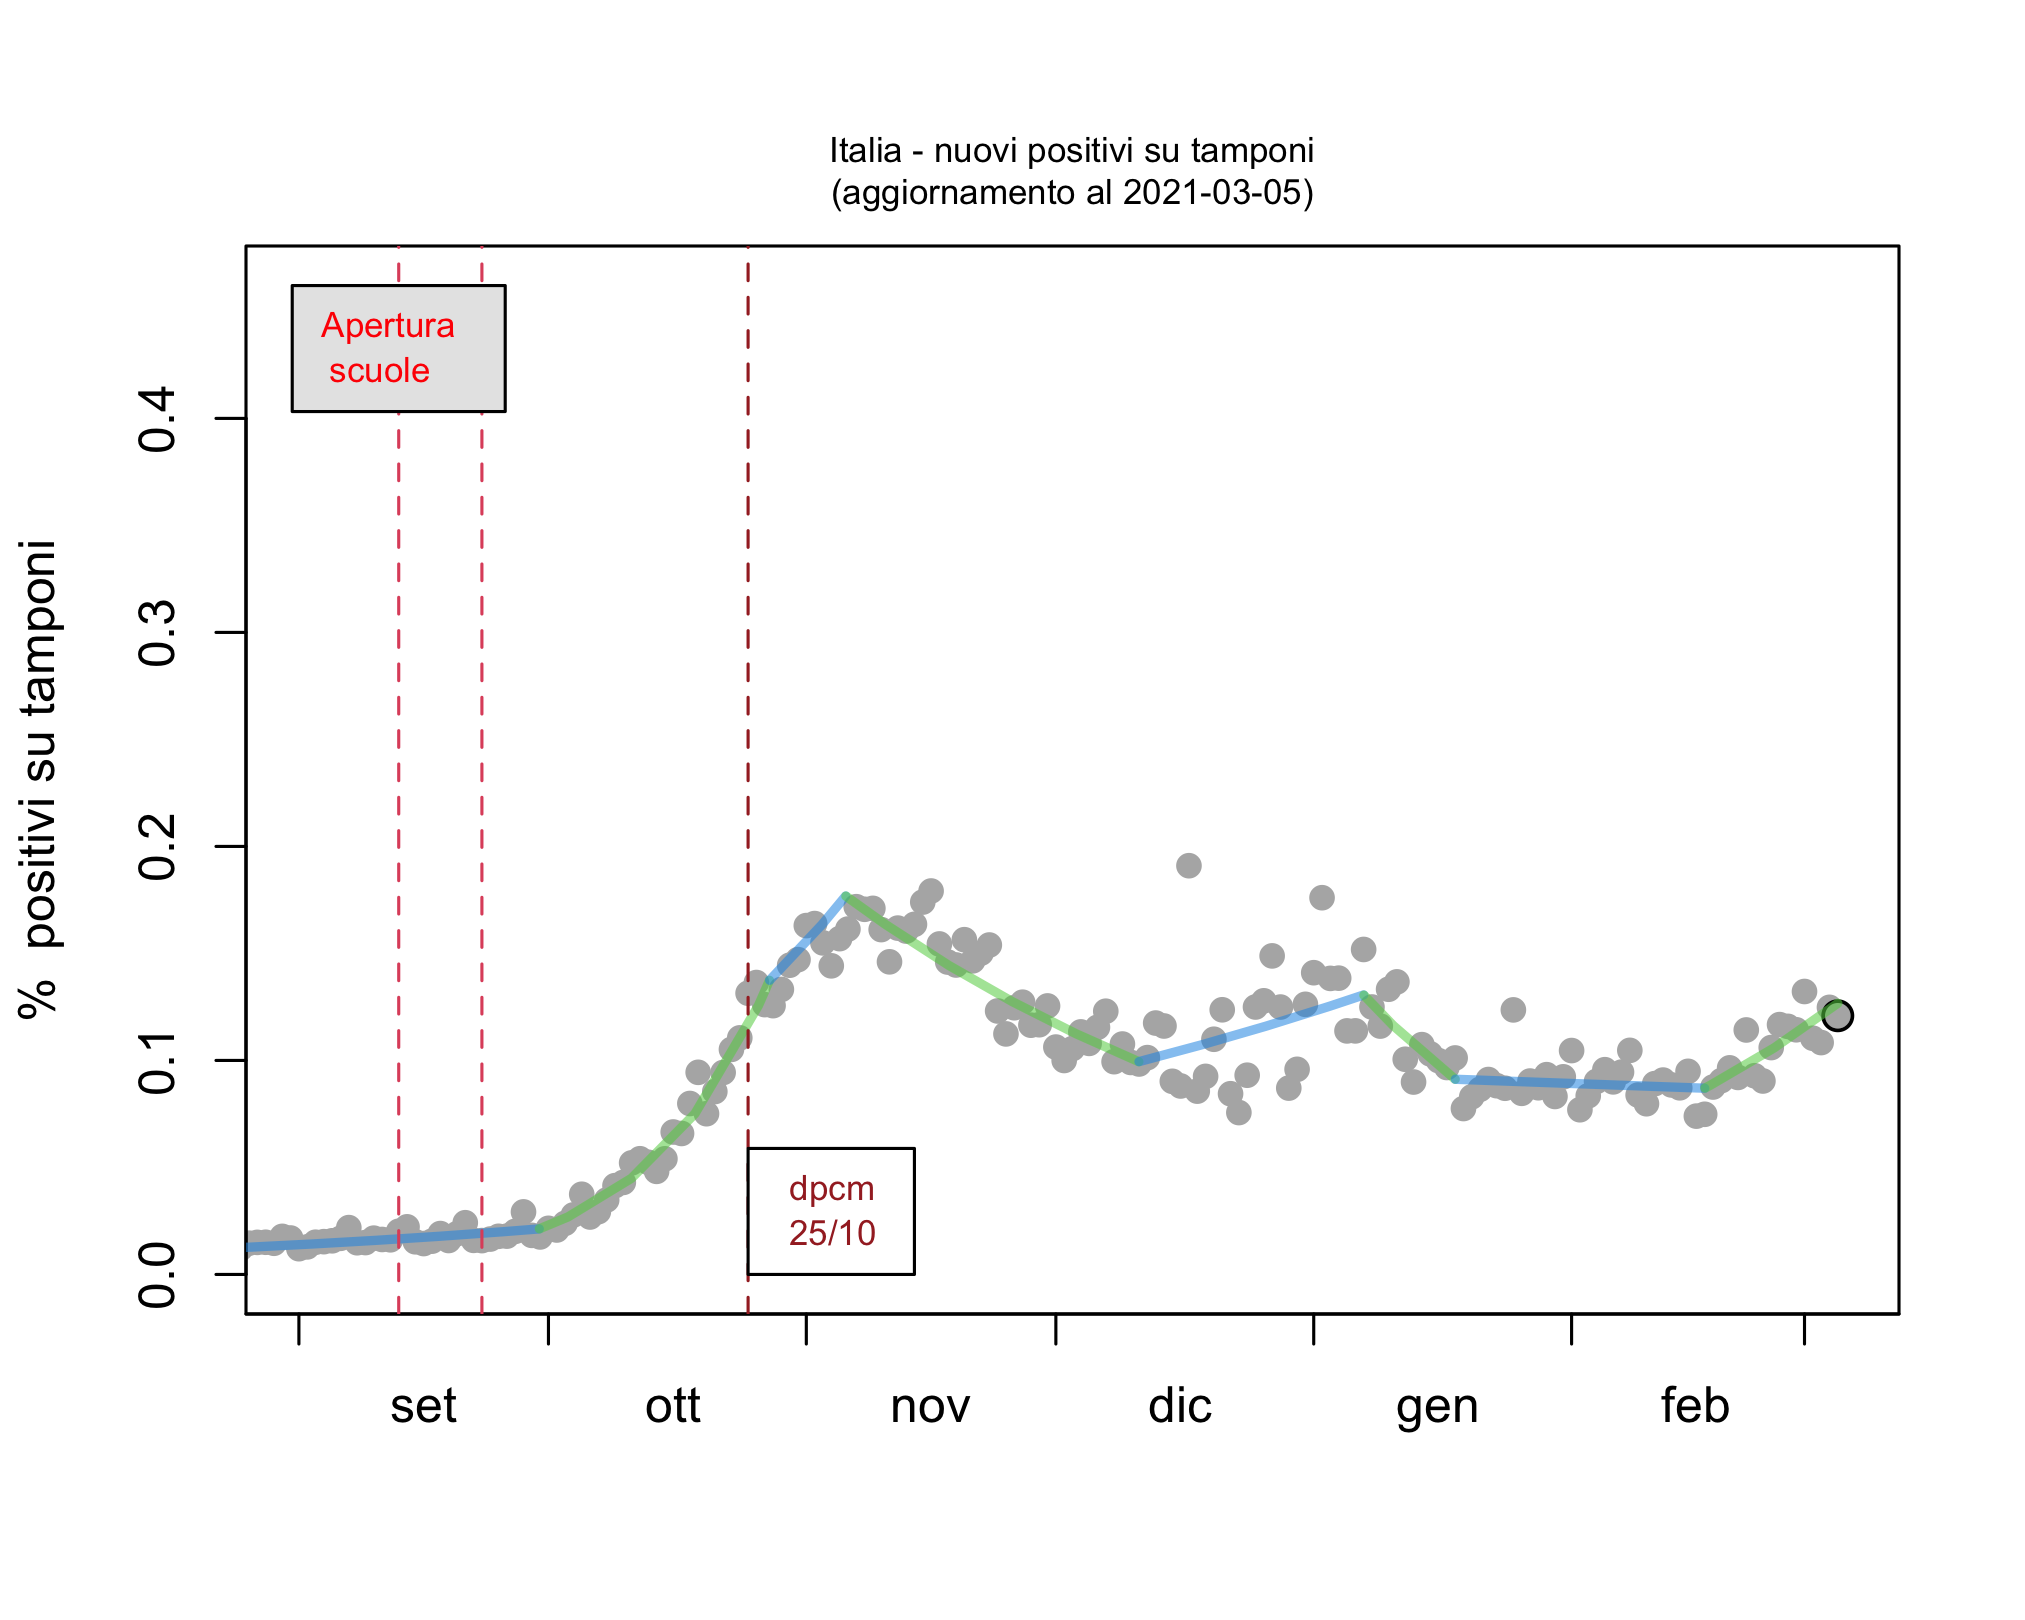 Italia - nuovi positivi su tamponi
(aggiornamento al 2021-03-05)
Apertura
scuole
% positivi su tamponi
0.4
0.3
0.2
0.1
0.0
dpcm
25/10
set ott nov dic gen feb